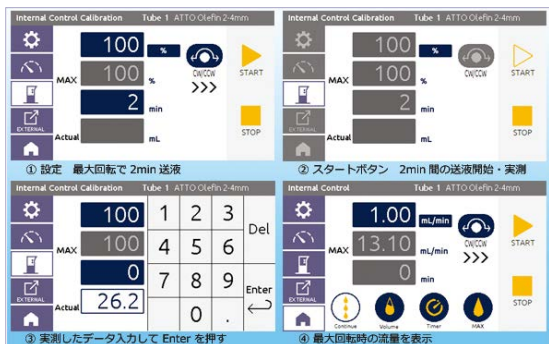 Internal Control Calibration Tube 1 ATTO Olefin 2-4mm
100 %
MAX 100 %
2 min
Actual mL
CW/CCW
>>>
START
STOP
EXTERNAL
① 設定 最大回転で 2min 送液
Internal Control Calibration Tube 1 ATTO Olefin 2-4mm
100 %
MAX 100 %
2 min
Actual mL
CW/CCW
START
STOP
EXTERNAL
② スタートボタン 2min 間の送液開始・実測
Internal Control Calibration Tube 1 ATTO Olefin 2-4mm
100
MAX 100
0
Actual 26.2
1 2 3 Del
4 5 6
7 8 9 Enter
0 .
EXTERNAL
③ 実測したデータ入力して Enter を押す
Internal Control Tube 1 ATTO Olefin 2-4mm
1.00 mL/min
MAX 13.10 mL/min
0 min
CW/CCW
>>>
START
STOP
EXTERNAL
Continue Volume Timer MAX
④ 最大回転時の流量を表示